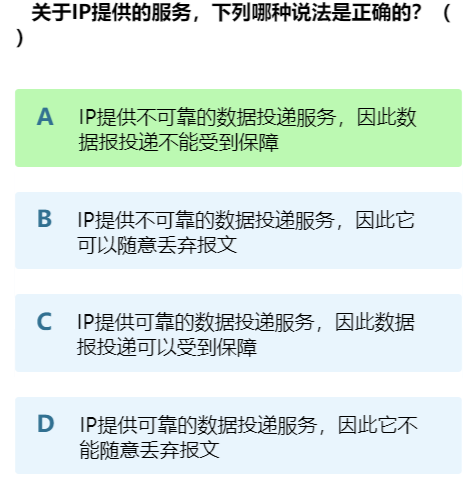 关于IP提供的服务，下列哪种说法是正确的？（
）
A IP提供不可靠的数据投递服务，因此数
据报投递不能受到保障
B IP提供不可靠的数据投递服务，因此它
可以随意丢弃报文
C IP提供可靠的数据投递服务，因此数据
报投递可以受到保障
D IP提供可靠的数据投递服务，因此它不
能随意丢弃报文